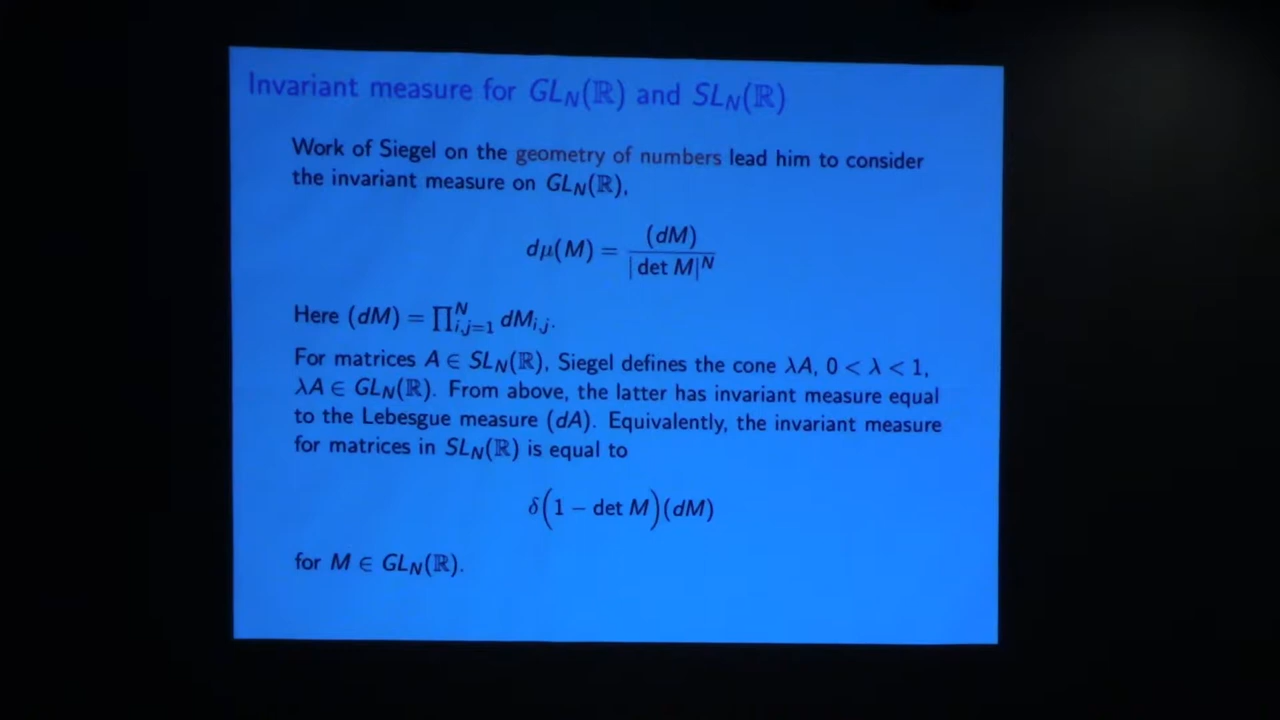 Invariant measure for GL_N(ℝ) and SL_N(ℝ)
Work of Siegel on the geometry of numbers lead him to consider
the invariant measure on GL_N(ℝ),
dμ(M) = (dM) / |det M|^N
Here (dM) = ∏_{i,j=1}^N dM_{i,j}.
For matrices A ∈ SL_N(ℝ), Siegel defines the cone λA, 0 < λ < 1,
λA ∈ GL_N(ℝ). From above, the latter has invariant measure equal
to the Lebesgue measure (dA). Equivalently, the invariant measure
for matrices in SL_N(ℝ) is equal to
δ(1 − det M)(dM)
for M ∈ GL_N(ℝ).